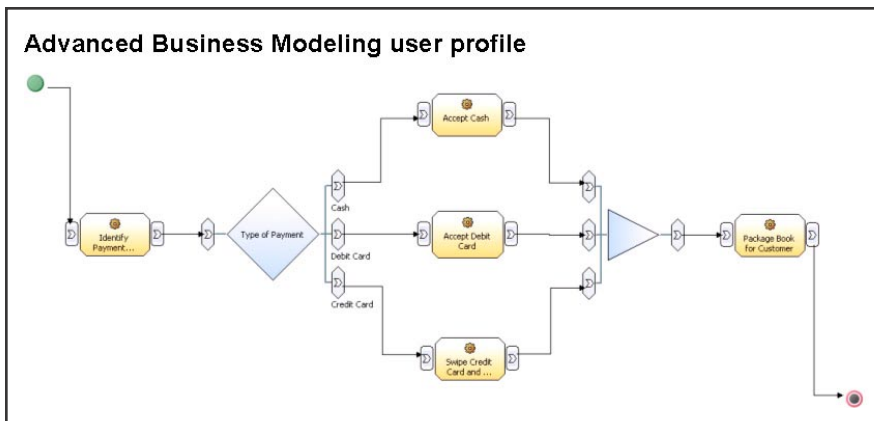 Advanced Business Modeling user profile
Accept Cash
Cash
Identify
Payment...
Type of Payment
Accept Debit
Card
Package Book
for Customer
Debit Card
Credit Card
Swipe Credit
Card and ...